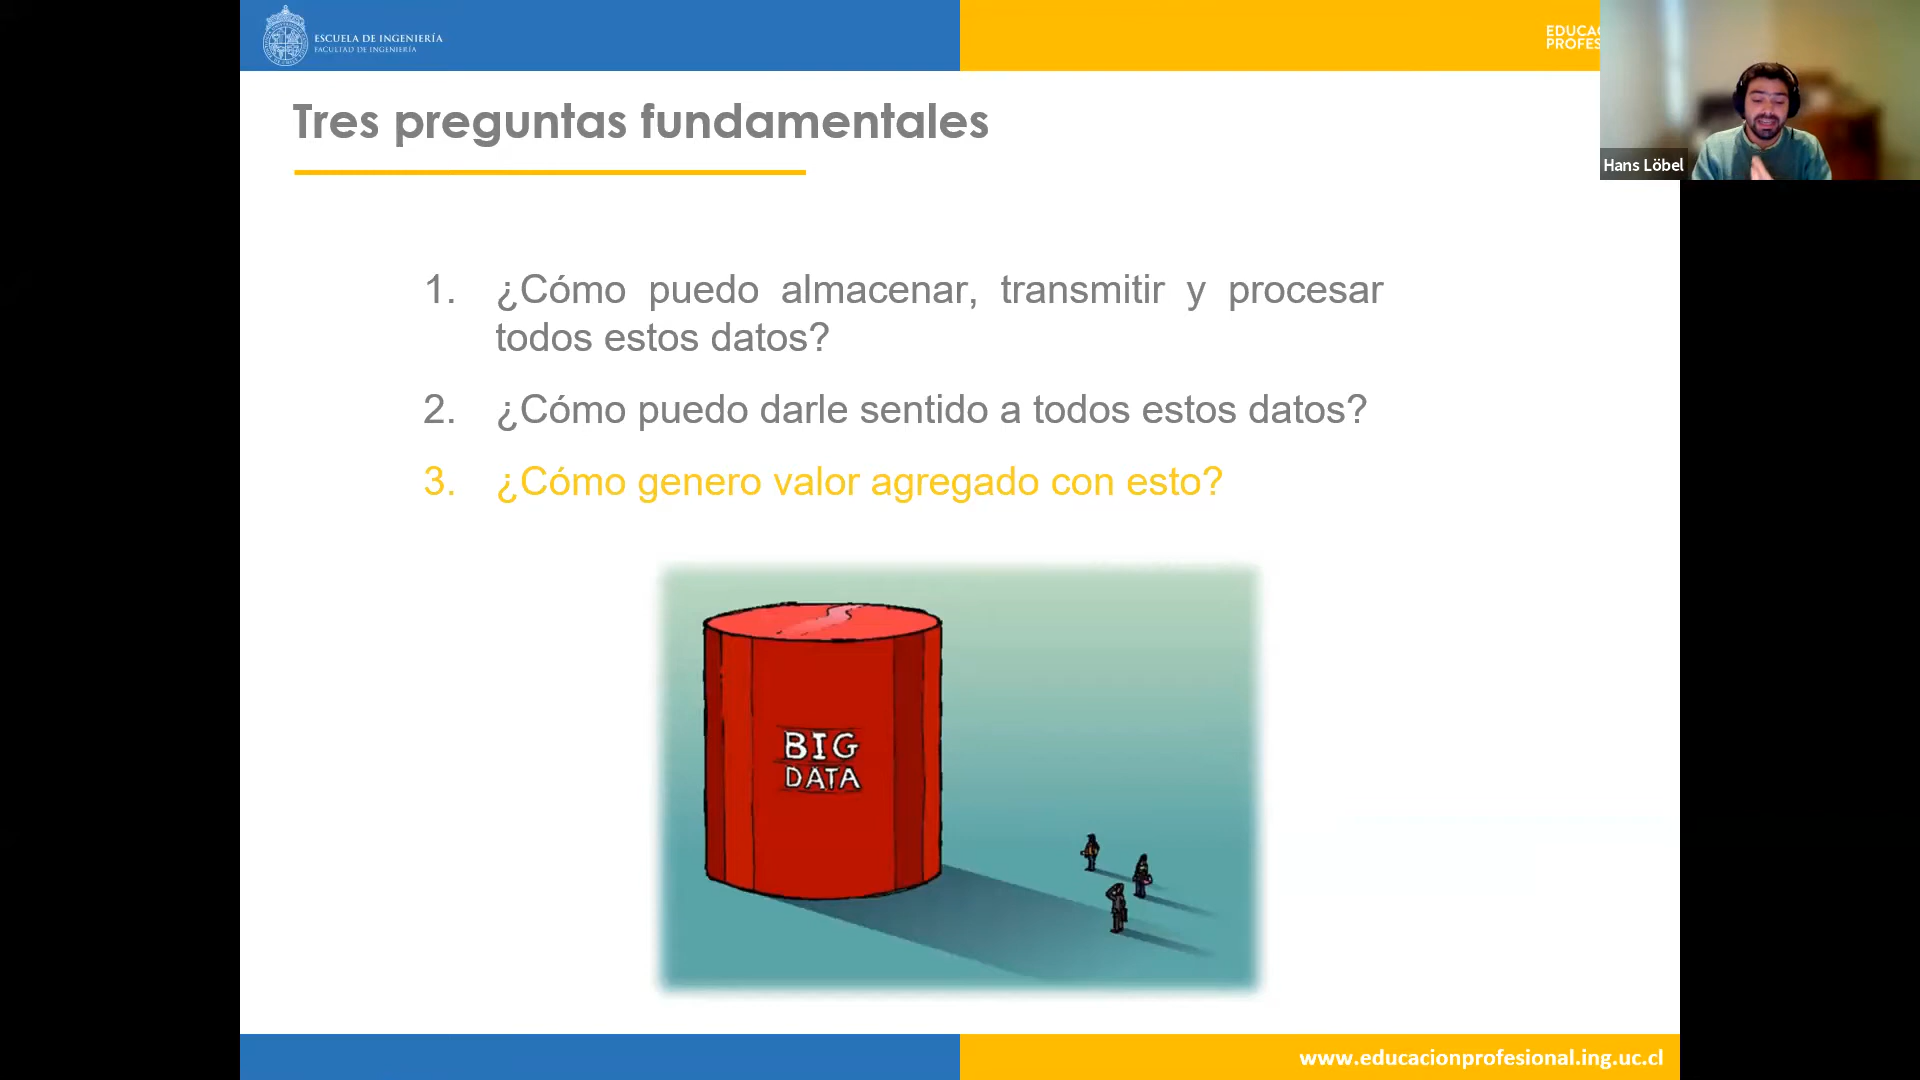 ESCUELA DE INGENIERÍA
FACULTAD DE INGENIERÍA
Hans Löbel
Tres preguntas fundamentales
1. ¿Cómo puedo almacenar, transmitir y procesar
todos estos datos?
2. ¿Cómo puedo darle sentido a todos estos datos?
3. ¿Cómo genero valor agregado con esto?
BIG
DATA
www.educacionprofesional.ing.uc.cl